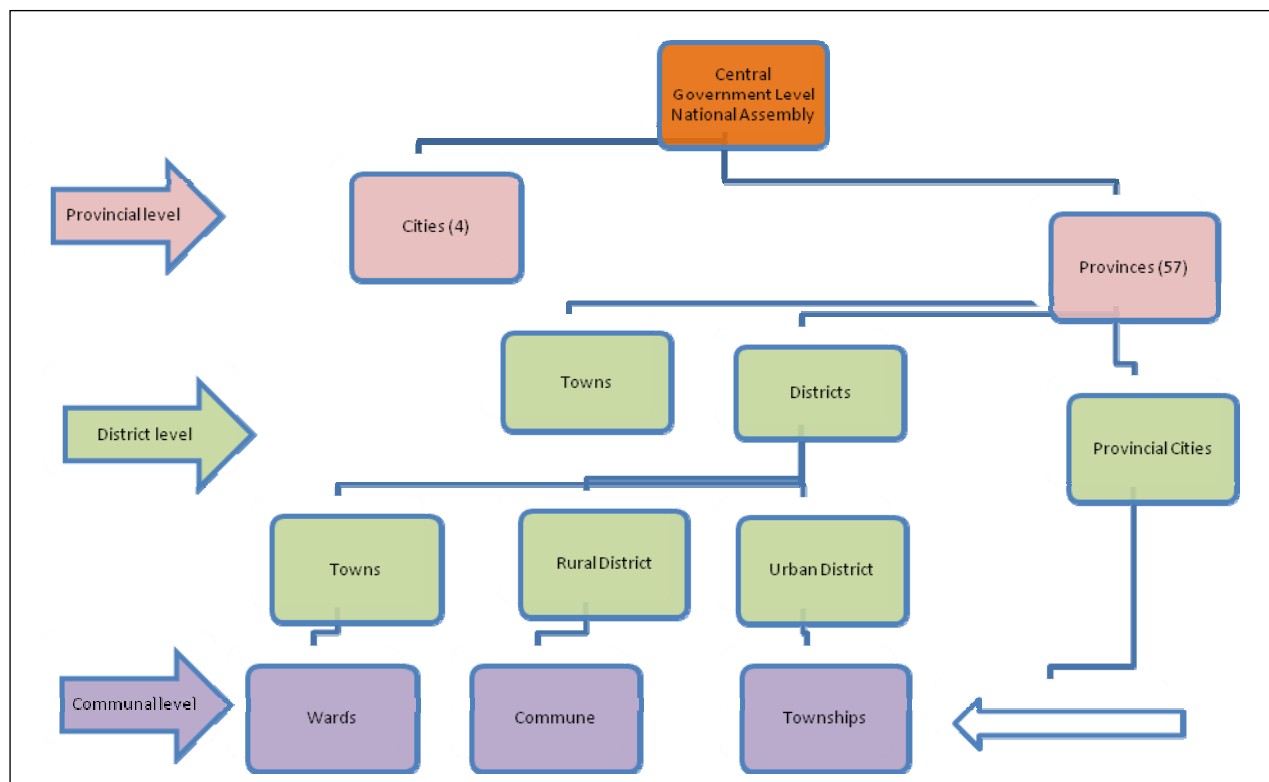 Central
Government Level
National Assembly
Provincial level
Cities (4)
Provinces (57)
Towns
Districts
District level
Provincial Cities
Towns
Rural District
Urban District
Communal level
Wards
Commune
Townships